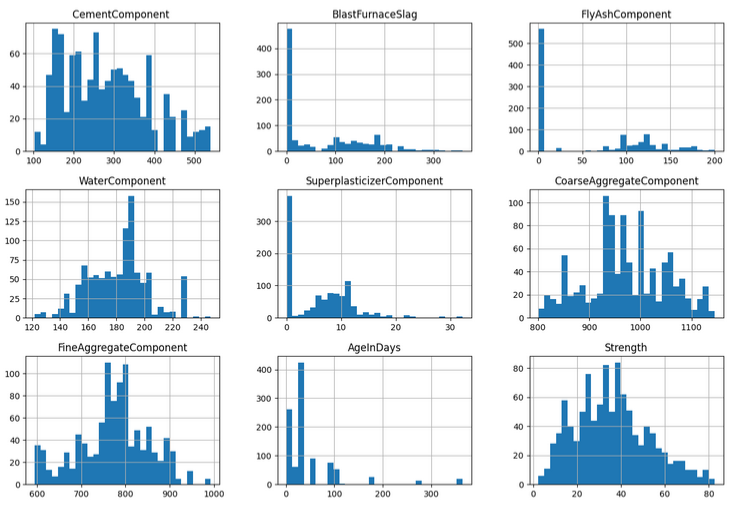 CementComponent BlastFurnaceSlag FlyAshComponent
60 400 500
40 300 400
20 200 300
0 100 200
0 100
0
100 200 300 400 500 0 100 200 300 0 50 100 150 200
WaterComponent SuperplasticizerComponent CoarseAggregateComponent
150 300 100
125 200 80
100 100 60
75 0 40
50 20
25 0
0
120 140 160 180 200 220 240 0 10 20 30 800 900 1000 1100
FineAggregateComponent AgeInDays Strength
100 400 80
80 300 60
60 200 40
40 100 20
20 0 0
0
600 700 800 900 1000 0 100 200 300 0 20 40 60 80